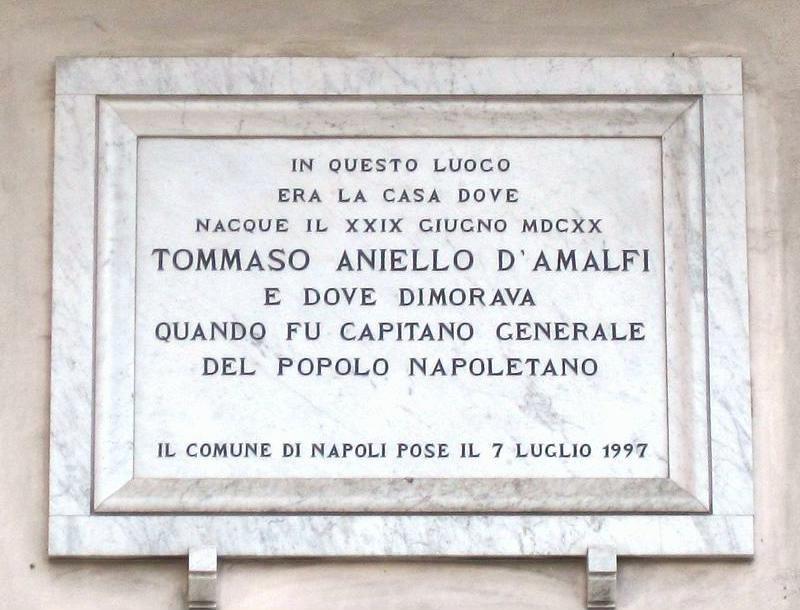 IN QUESTO LUOGO
ERA LA CASA DOVE
NACQUE IL XXIX GIUGNO MDCXX
TOMMASO ANIELLO D'AMALFI
E DOVE DIMORAVA
QUANDO FU CAPITANO GENERALE
DEL POPOLO NAPOLETANO
IL COMUNE DI NAPOLI POSE IL 7 LUGLIO 1997